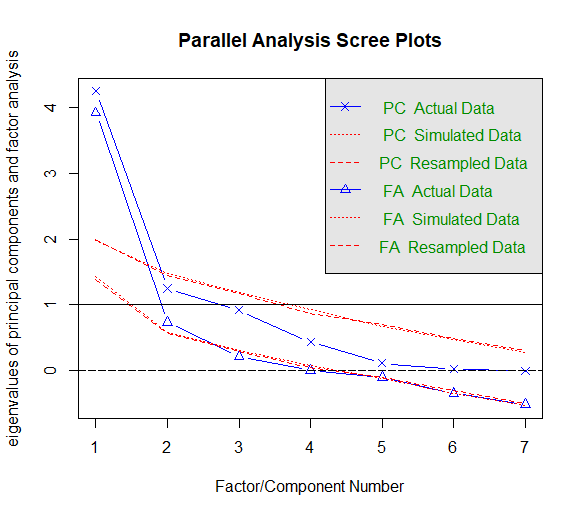 Parallel Analysis Scree Plots
eigenvalues of principal components and factor analysis
4
3
2
1
0
PC Actual Data
PC Simulated Data
PC Resampled Data
FA Actual Data
FA Simulated Data
FA Resampled Data
1 2 3 4 5 6 7
Factor/Component Number